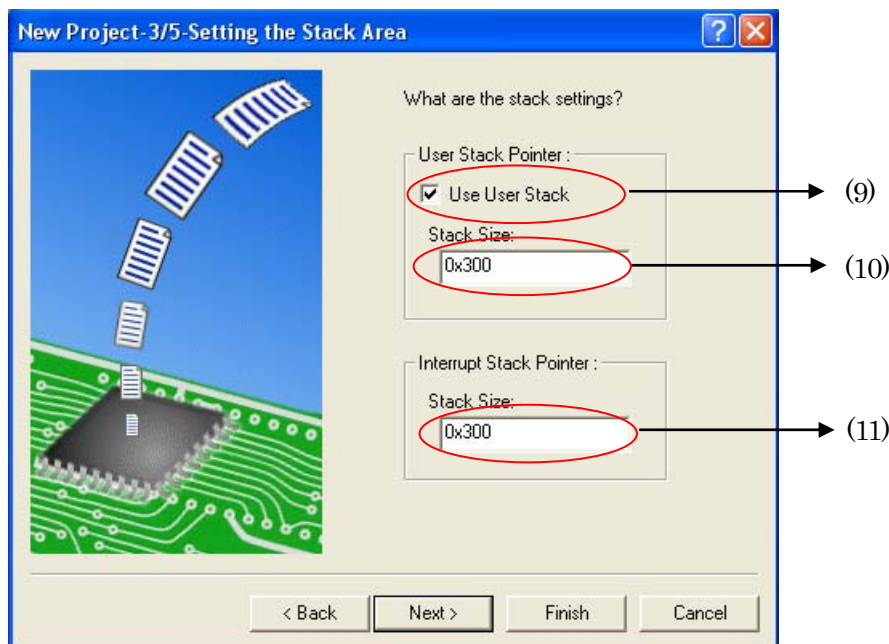 New Project-3/5-Setting the Stack Area
What are the stack settings?
User Stack Pointer :
Use User Stack
(9)
Stack Size:
0x300
(10)
Interrupt Stack Pointer :
Stack Size:
0x300
(11)
< Back
Next >
Finish
Cancel